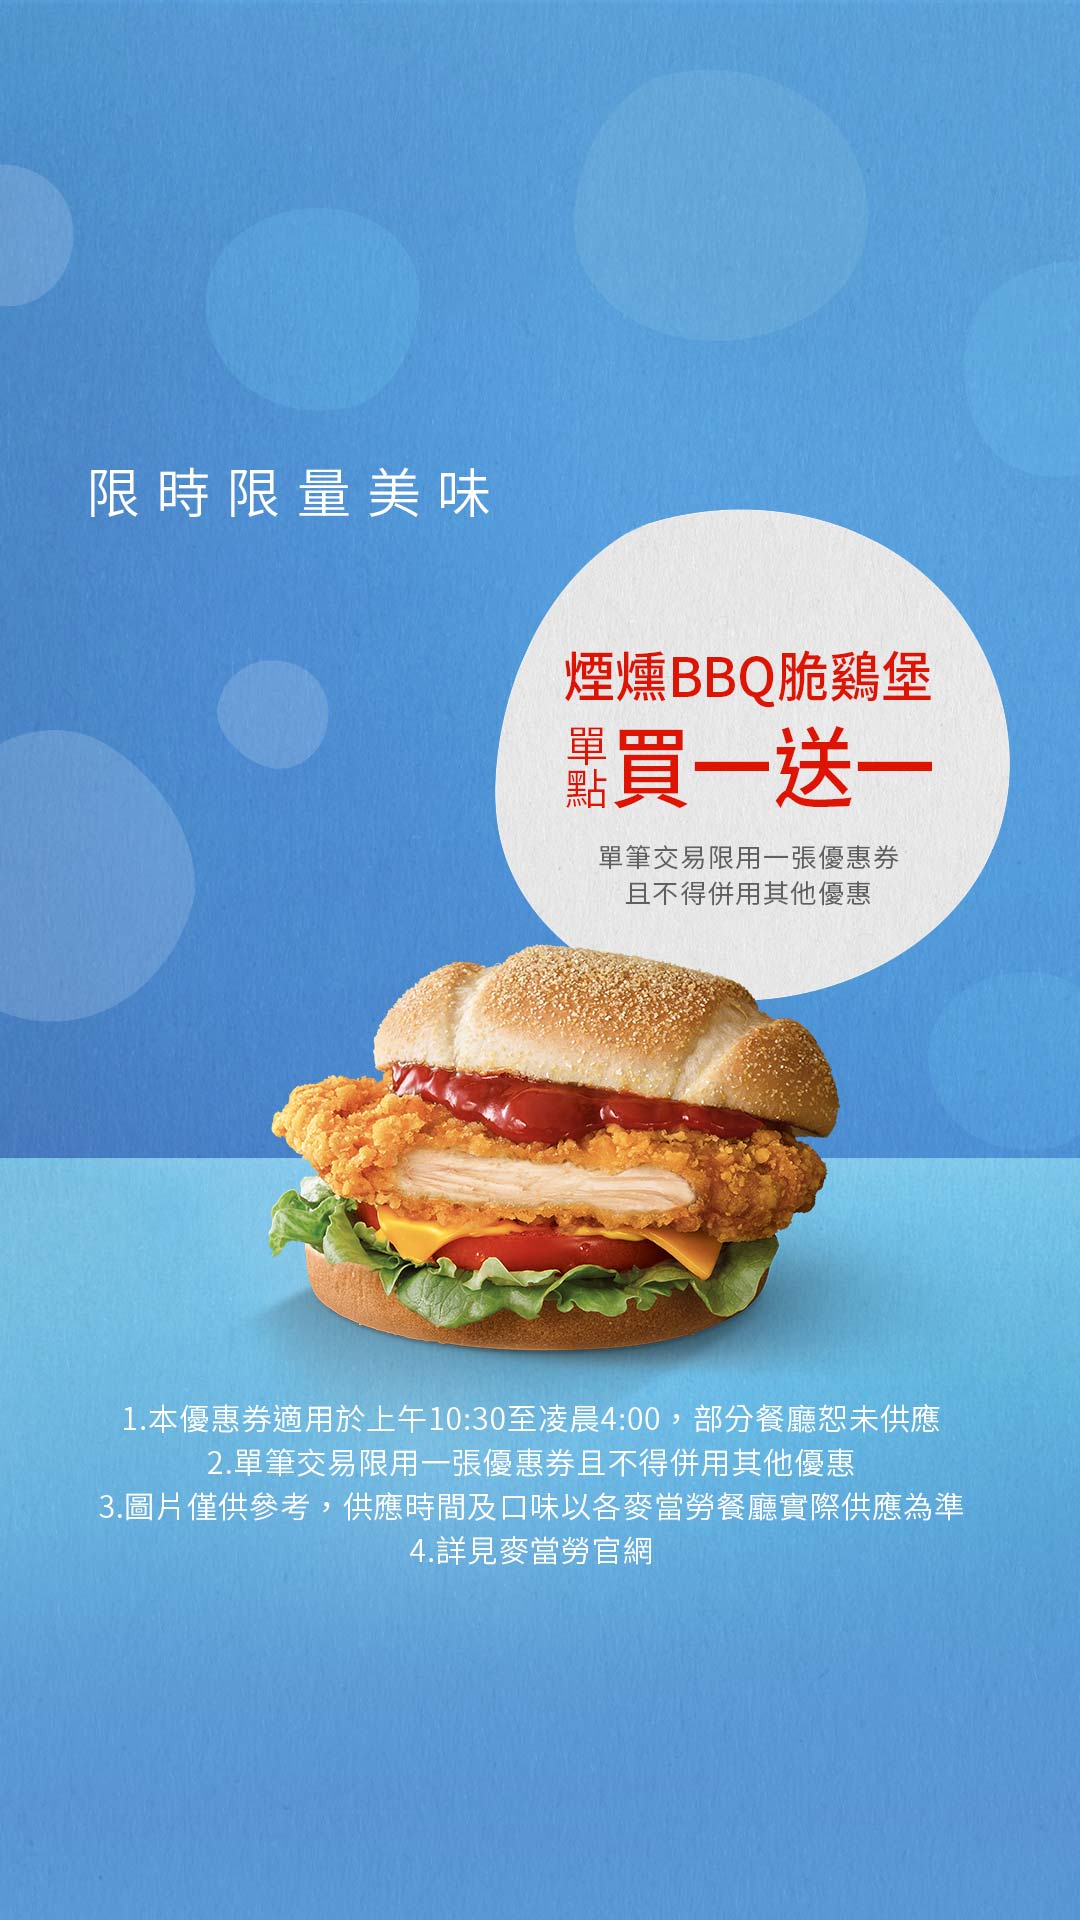 限時限量美味
煙燻BBQ脆鷄堡
單點買一送一
單筆交易限用一張優惠券
且不得併用其他優惠
1.本優惠券適用於上午10:30至凌晨4:00，部分餐廳恕未供應
2.單筆交易限用一張優惠券且不得併用其他優惠
3.圖片僅供參考，供應時間及口味以各麥當勞餐廳實際供應為準
4.詳見麥當勞官網